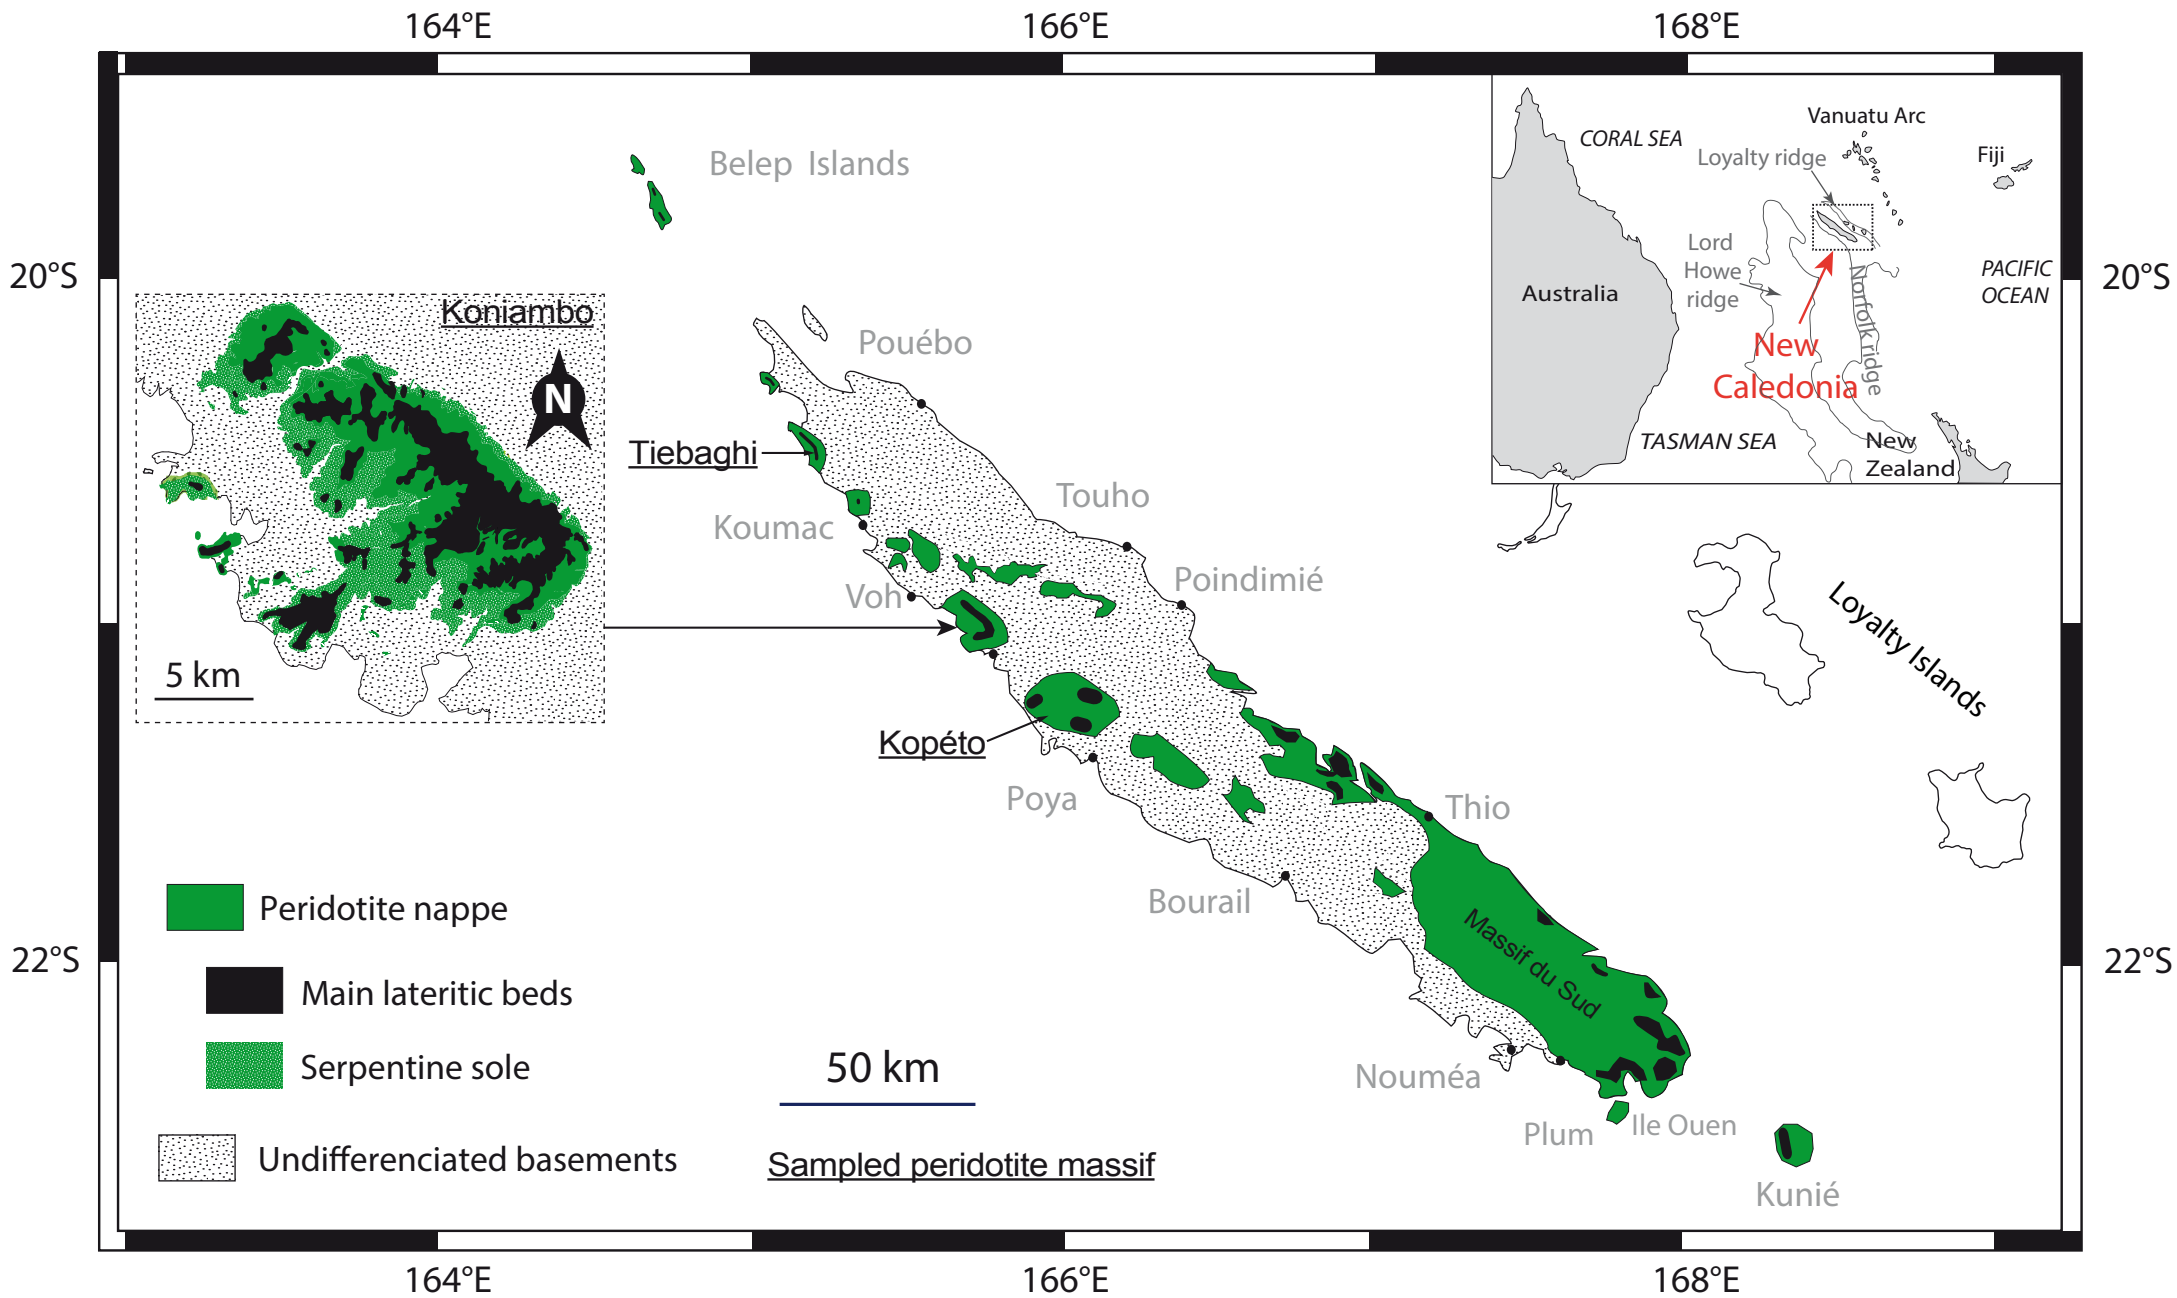 164°E
166°E
168°E
Vanuatu Arc
CORAL SEA
Loyalty ridge
Fiji
Belep Islands
Lord
Howe
ridge
PACIFIC
OCEAN
20°S
20°S
Australia
Norfolk ridge
Koniambo
New
Caledonia
Pouébo
N
TASMAN SEA
New
Zealand
Tiebaghi
Touho
Koumac
Poindimié
Voh
Loyalty Islands
5 km
Kopéto
Poya
Thio
Peridotite nappe
Bourail
Massif du Sud
22°S
22°S
Main lateritic beds
Serpentine sole
50 km
Nouméa
Plum
Ile Ouen
Undifferenciated basements
Sampled peridotite massif
Kunié
164°E
166°E
168°E